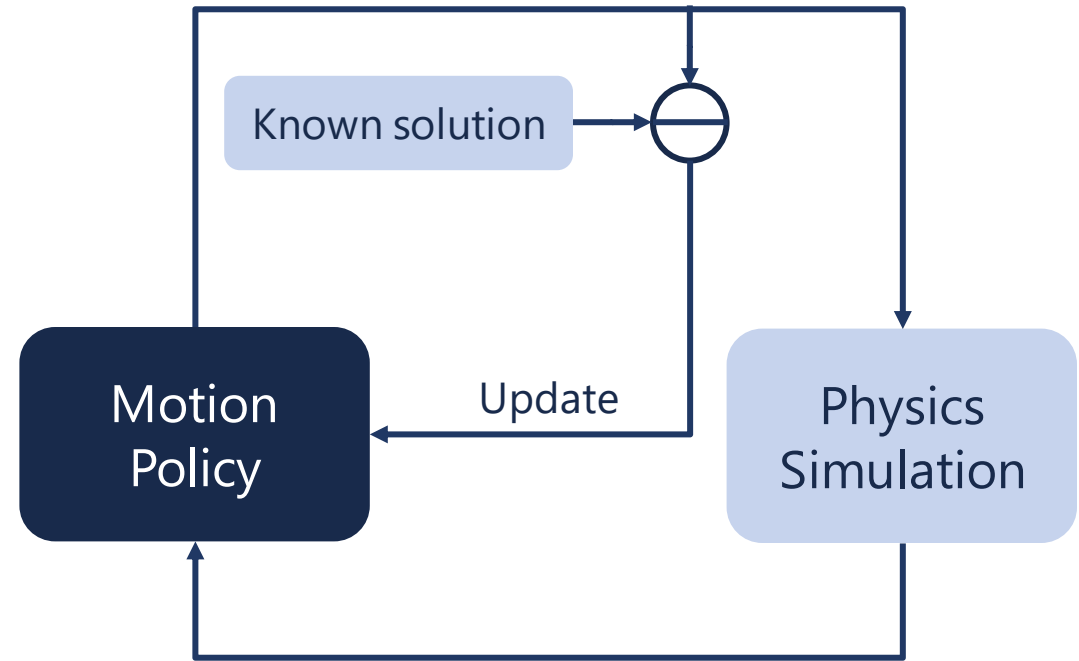 Known solution
Update
Motion
Policy
Physics
Simulation